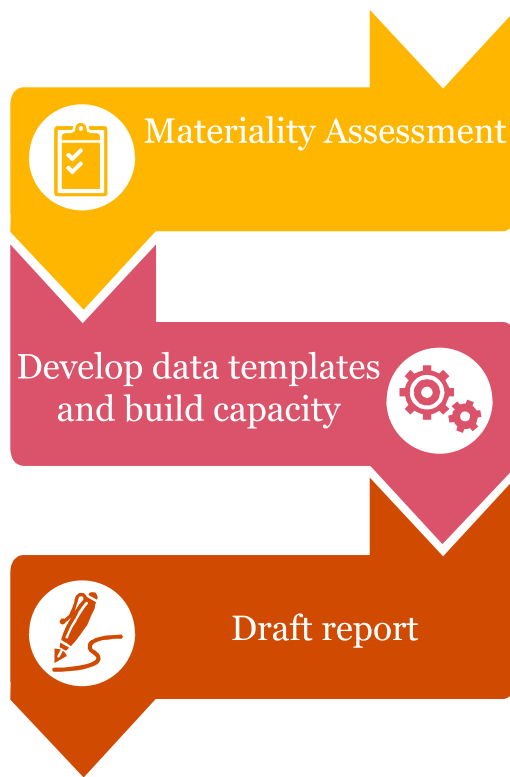 Materiality Assessment
Develop data templates
and build capacity
Draft report